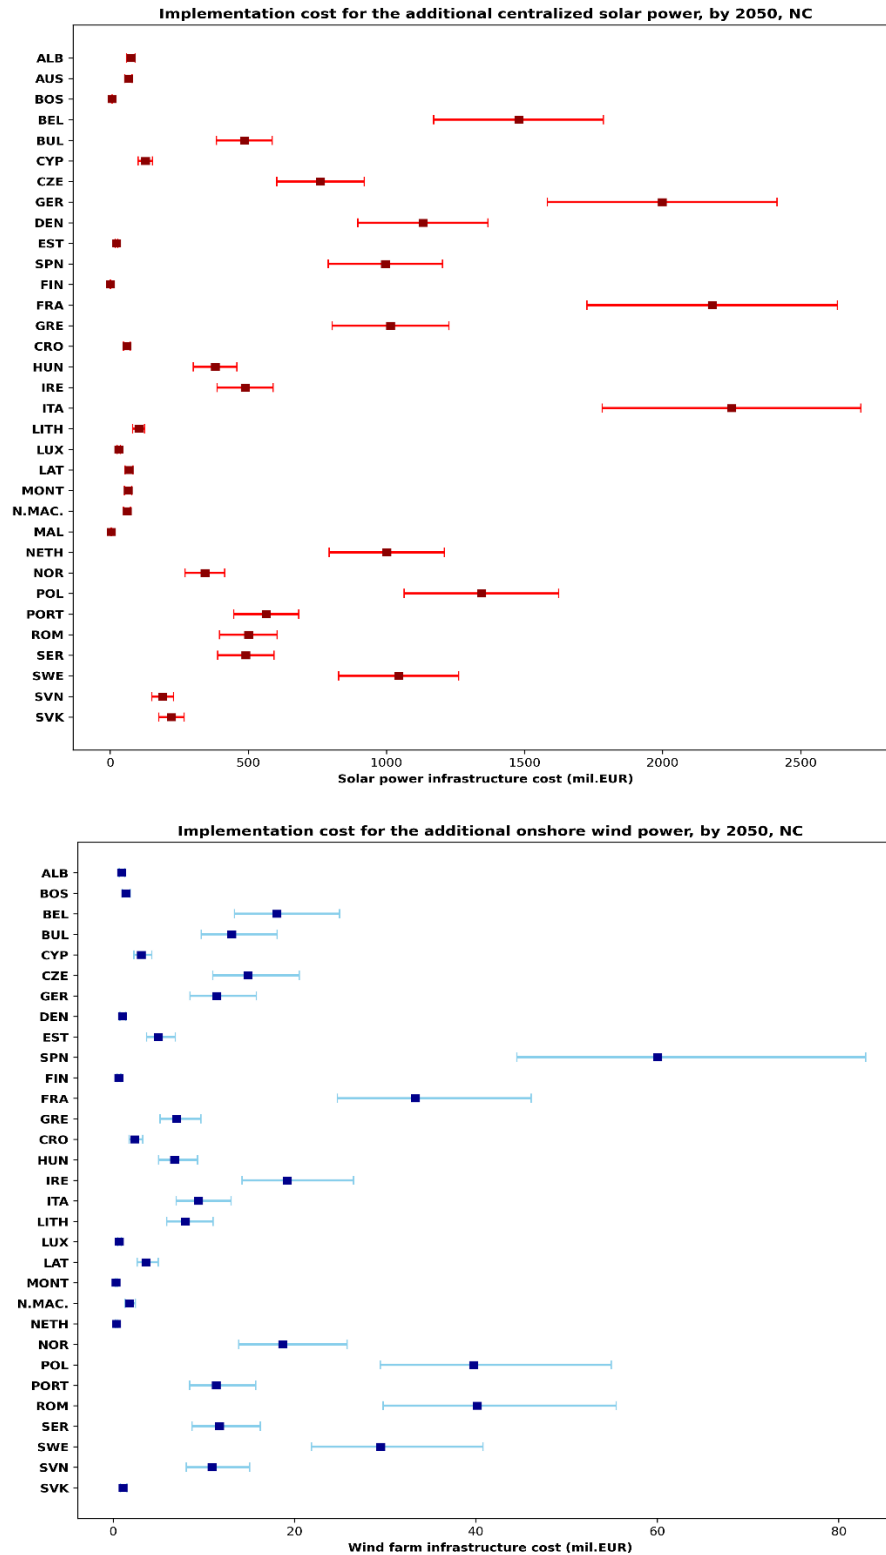 Implementation cost for the additional centralized solar power, by 2050, NC
ALB
AUS
BOS
BEL
BUL
CYP
CZE
GER
DEN
EST
SPN
FIN
FRA
GRE
CRO
HUN
IRE
ITA
LITH
LUX
LAT
MONT
N.MAC.
MAL
NETH
NOR
POL
PORT
ROM
SER
SWE
SVN
SVK
0 500 1000 1500 2000 2500
Solar power infrastructure cost (mil.EUR)
Implementation cost for the additional onshore wind power, by 2050, NC
ALB
BOS
BEL
BUL
CYP
CZE
GER
DEN
EST
SPN
FIN
FRA
GRE
CRO
HUN
IRE
ITA
LITH
LUX
LAT
MONT
N.MAC.
NETH
NOR
POL
PORT
ROM
SER
SWE
SVN
SVK
0 20 40 60 80
Wind farm infrastructure cost (mil.EUR)